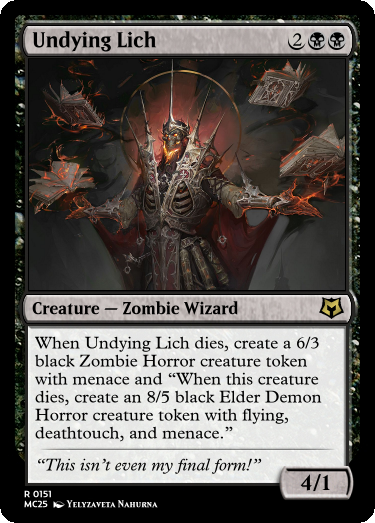 Undying Lich 2
Creature — Zombie Wizard
When Undying Lich dies, create a 6/3
black Zombie Horror creature token
with menace and “When this creature
dies, create an 8/5 black Elder Demon
Horror creature token with flying,
deathtouch, and menace.”
“This isn’t even my final form!”
4/1
R 0151
MC25 Yelyzaveta Nahurna